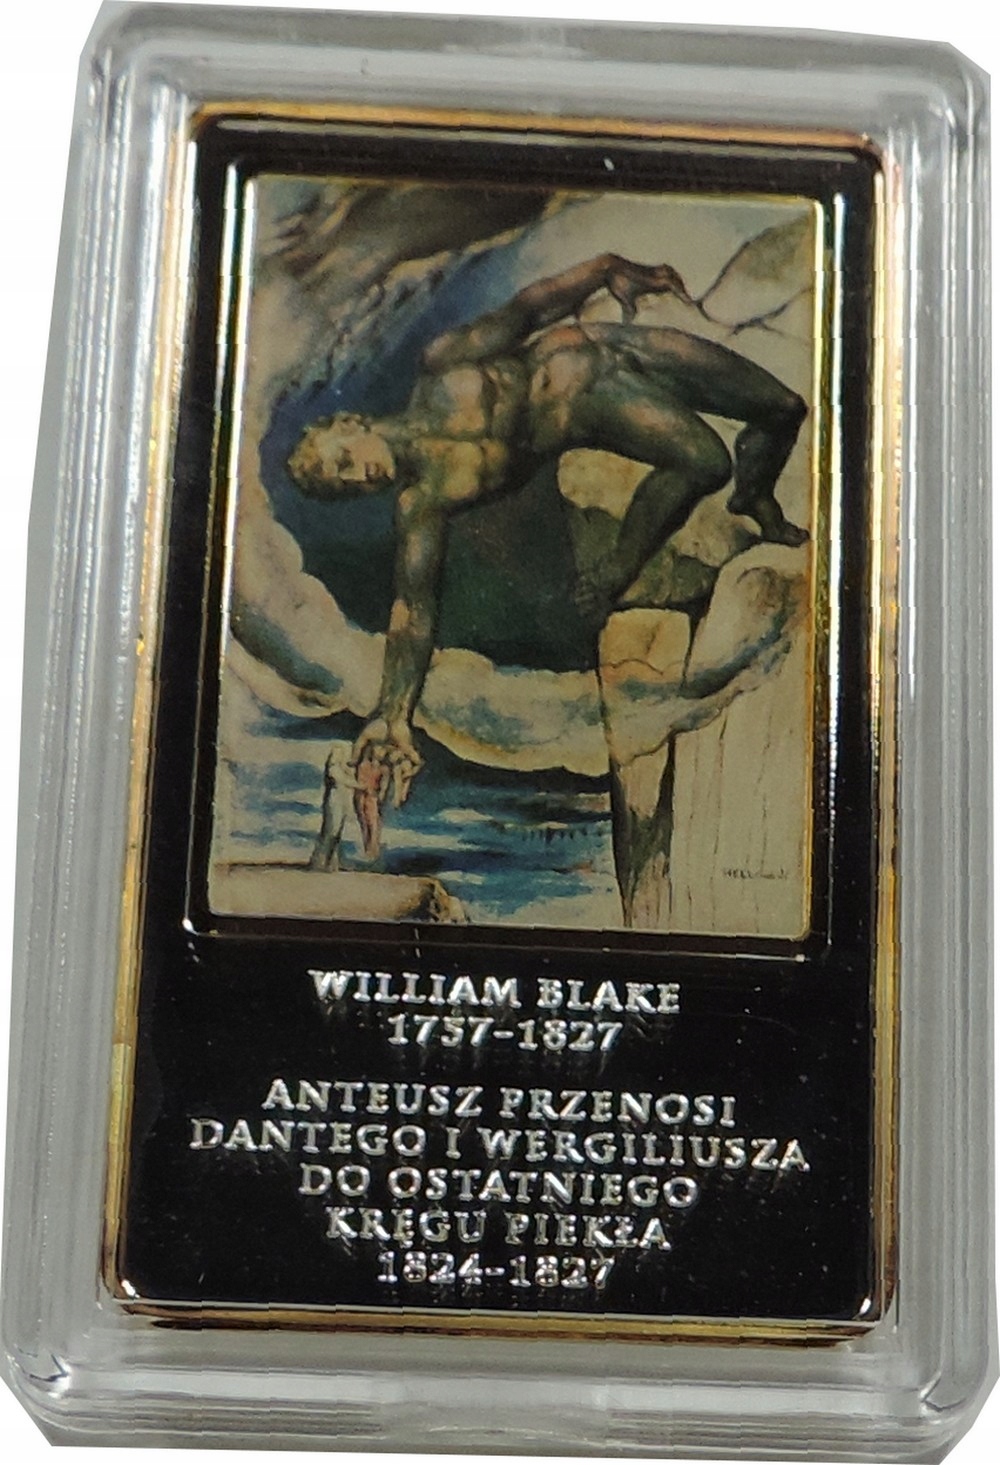 WILLIAM BLAKE
1757-1827
ANTEUSZ PRZENOSI
DANTEGO I WERGILIUSZA
DO OSTATNIEGO
KRĘGU PIEKŁA
1824-1827